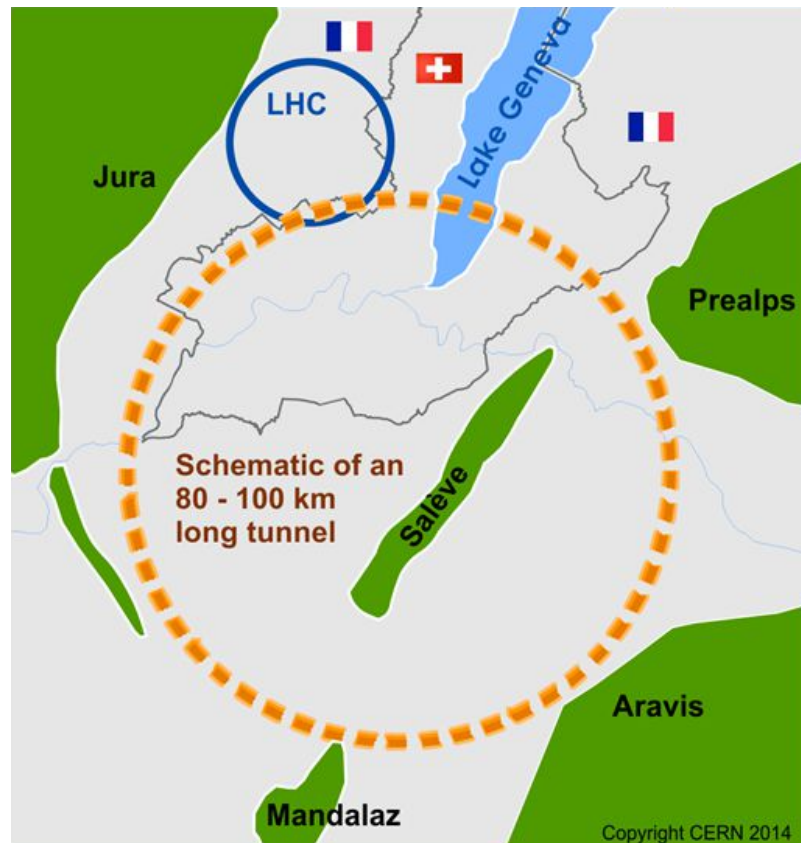 LHC
Lake Geneva
Jura
Prealps
Schematic of an
80 - 100 km
long tunnel
Salève
Aravis
Mandalaz
Copyright CERN 2014